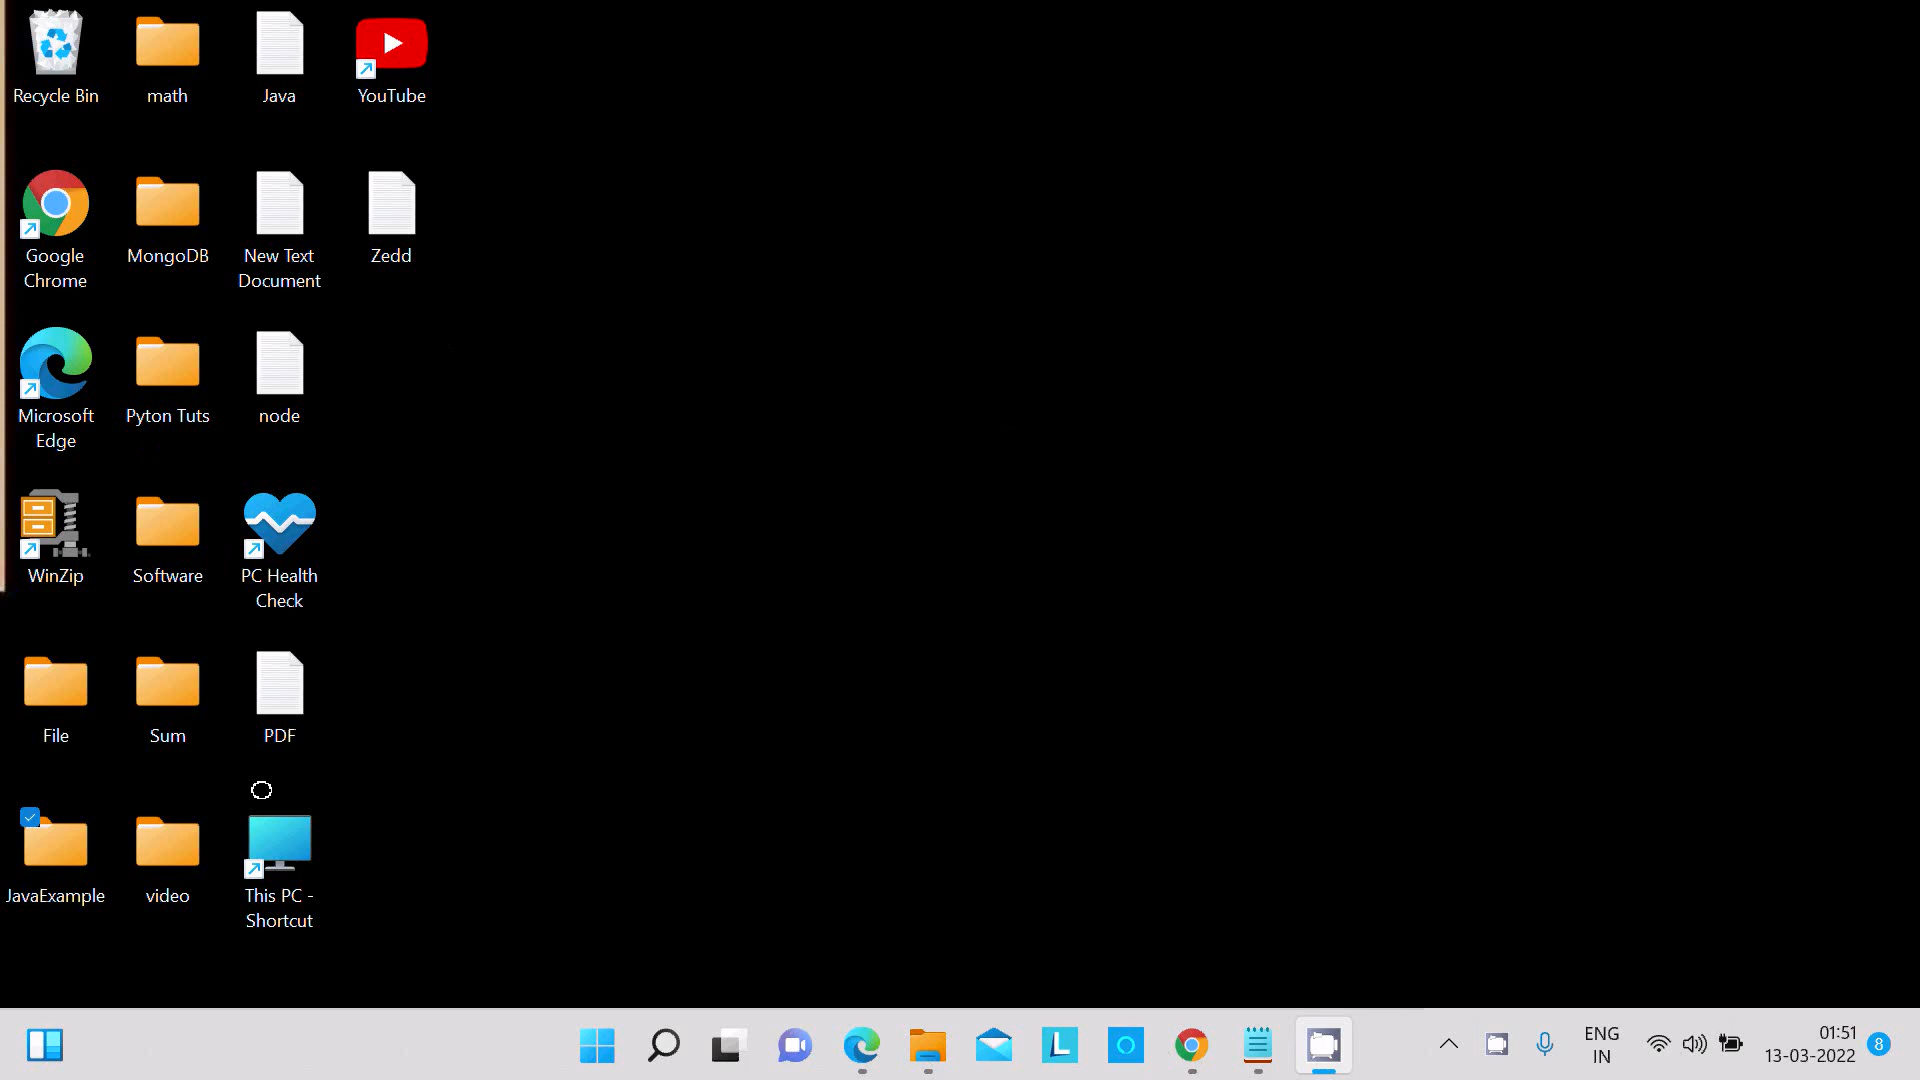 Recycle Bin
math
Java
YouTube
Google
Chrome
MongoDB
New Text
Document
Zedd
Microsoft
Edge
Pyton Tuts
node
WinZip
Software
PC Health
Check
File
Sum
PDF
JavaExample
video
This PC -
Shortcut
L
ENG
IN
01:51
13-03-2022
8